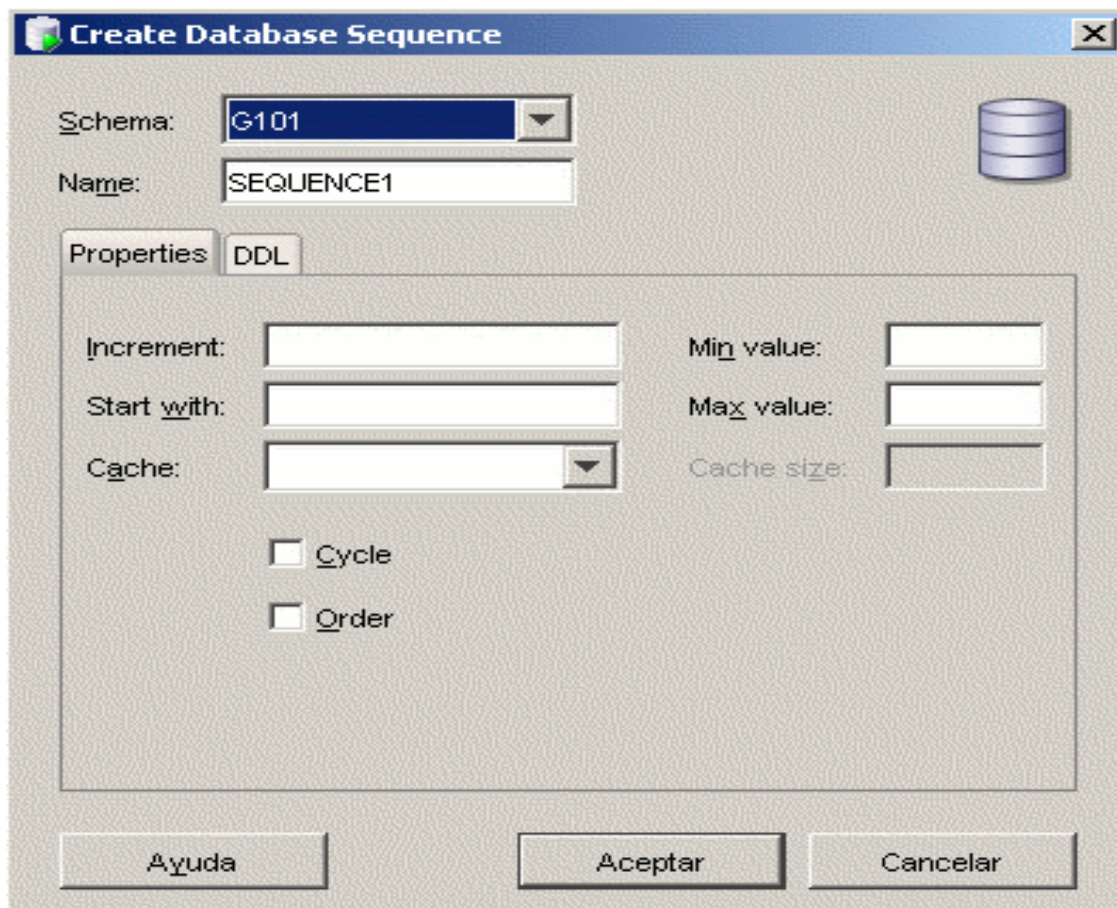 Create Database Sequence
Schema: G101
Name: SEQUENCE1
Properties DDL
Increment: Min value:
Start with: Max value:
Cache: Cache size:
Cycle
Order
Ayuda Aceptar Cancelar